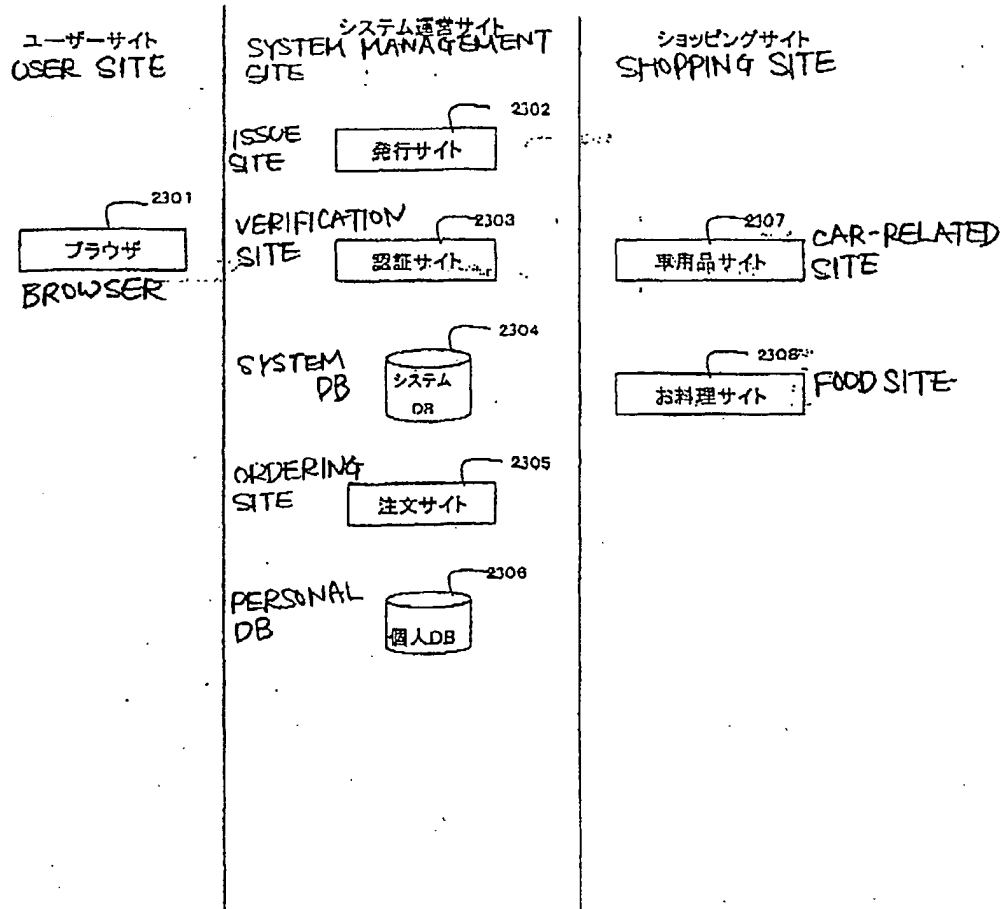 ユーザーサイト
USER SITE
2301
ブラウザ
BROWSER
システム運営サイト
SYSTEM MANAGEMENT
SITE
2302
ISSUE
SITE
発行サイト
2303
VERIFICATION
SITE
認証サイト
2304
SYSTEM
DB
システム
DB
2305
ORDERING
SITE
注文サイト
2306
PERSONAL
DB
個人DB
ショッピングサイト
SHOPPING SITE
2307
車用品サイト
CAR-RELATED
SITE
2308
お料理サイト
FOOD SITE